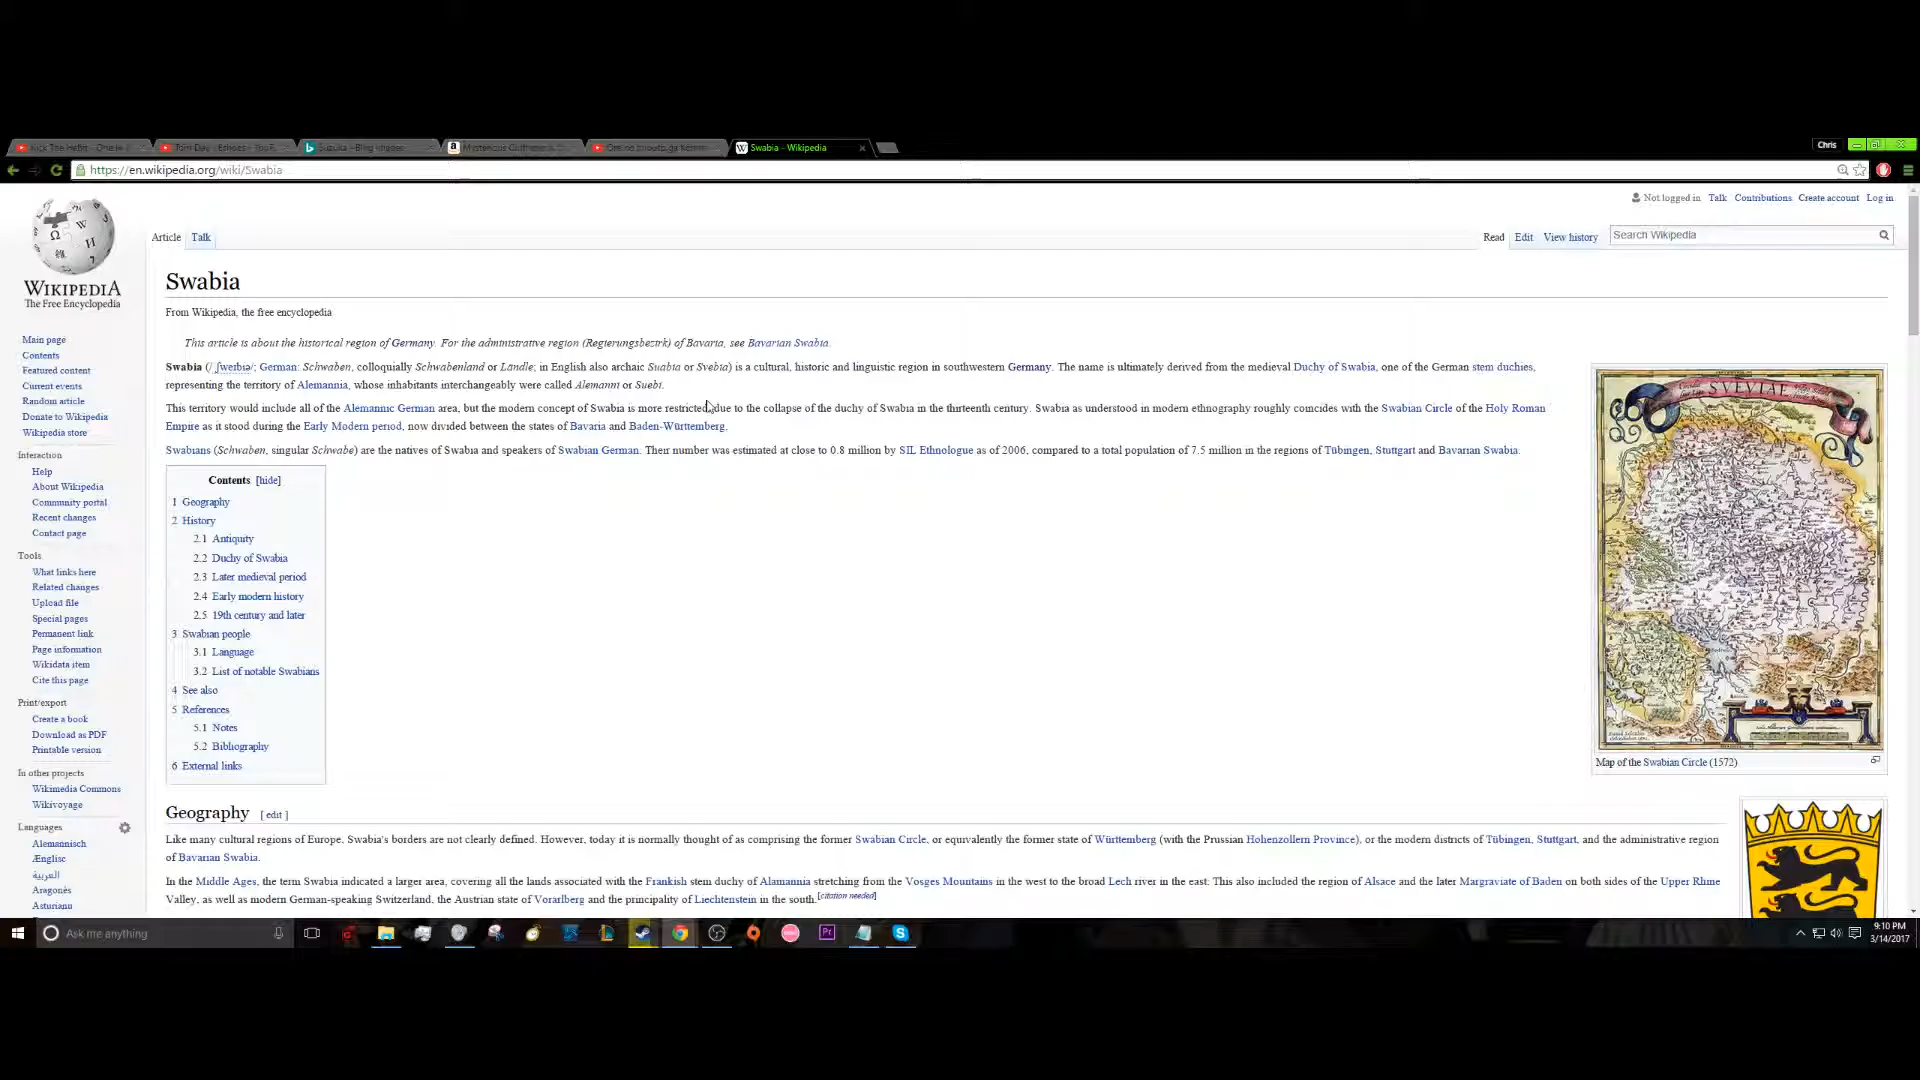 Swabia - Wikipedia
Chris
https://en.wikipedia.org/wiki/Swabia
Not logged in Talk Contributions Create account Log in
Article Talk
Read Edit View history Search Wikipedia
WIKIPEDIA
The Free Encyclopedia
Main page
Contents
Featured content
Current events
Random article
Donate to Wikipedia
Wikipedia store
Interaction
Help
About Wikipedia
Community portal
Recent changes
Contact page
Tools
What links here
Related changes
Upload file
Special pages
Permanent link
Page information
Wikidata item
Cite this page
Print/export
Create a book
Download as PDF
Printable version
In other projects
Wikimedia Commons
Wikivoyage
Languages
Alemannisch
Ænglisc
العربية
Aragonés
Asturianu
Swabia
From Wikipedia, the free encyclopedia
This article is about the historical region of Germany. For the administrative region (Regierungsbezirk) of Bavaria, see Bavarian Swabia.
Swabia (/ˈʃweɪbiə/; German: Schwaben, colloquially Schwabenland or Ländle; in English also archaic Suabia or Svebia) is a cultural, historic and linguistic region in southwestern Germany. The name is ultimately derived from the medieval Duchy of Swabia, one of the German stem duchies,
representing the territory of Alemannia, whose inhabitants interchangeably were called Alemanni or Suebi.
This territory would include all of the Alemannic German area, but the modern concept of Swabia is more restricted, due to the collapse of the duchy of Swabia in the thirteenth century. Swabia as understood in modern ethnography roughly coincides with the Swabian Circle of the Holy Roman
Empire as it stood during the Early Modern period, now divided between the states of Bavaria and Baden-Württemberg.
Swabians (Schwaben, singular Schwabe) are the natives of Swabia and speakers of Swabian German. Their number was estimated at close to 0.8 million by SIL Ethnologue as of 2006, compared to a total population of 7.5 million in the regions of Tübingen, Stuttgart and Bavarian Swabia.
Contents [hide]
1 Geography
2 History
2.1 Antiquity
2.2 Duchy of Swabia
2.3 Later medieval period
2.4 Early modern history
2.5 19th century and later
3 Swabian people
3.1 Language
3.2 List of notable Swabians
4 See also
5 References
5.1 Notes
5.2 Bibliography
6 External links
SVEVIAE
Map of the Swabian Circle (1572)
Geography [ edit ]
Like many cultural regions of Europe, Swabia's borders are not clearly defined. However, today it is normally thought of as comprising the former Swabian Circle, or equivalently the former state of Württemberg (with the Prussian Hohenzollern Province), or the modern districts of Tübingen, Stuttgart, and the administrative region
of Bavarian Swabia.
In the Middle Ages, the term Swabia indicated a larger area, covering all the lands associated with the Frankish stem duchy of Alamannia stretching from the Vosges Mountains in the west to the broad Lech river in the east: This also included the region of Alsace and the later Margraviate of Baden on both sides of the Upper Rhine
Valley, as well as modern German-speaking Switzerland, the Austrian state of Vorarlberg and the principality of Liechtenstein in the south.[citation needed]
Ask me anything
Pr
9:10 PM
3/14/2017